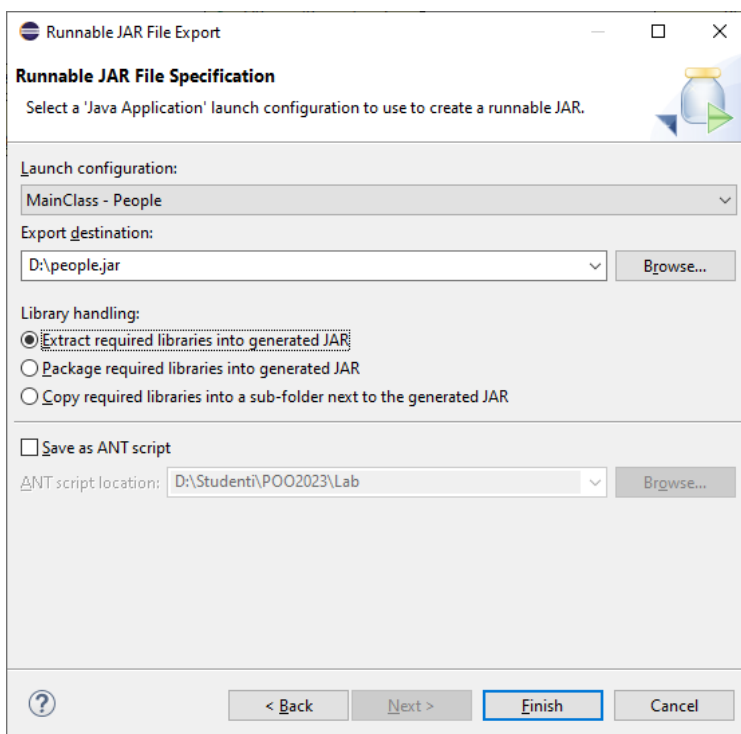 Runnable JAR File Export
Runnable JAR File Specification
Select a 'Java Application' launch configuration to use to create a runnable JAR.
Launch configuration:
MainClass - People
Export destination:
D:\people.jar
Browse...
Library handling:
Extract required libraries into generated JAR
Package required libraries into generated JAR
Copy required libraries into a sub-folder next to the generated JAR
Save as ANT script
ANT script location: D:\Studenti\POO2023\Lab Browse...
? < Back Next > Finish Cancel